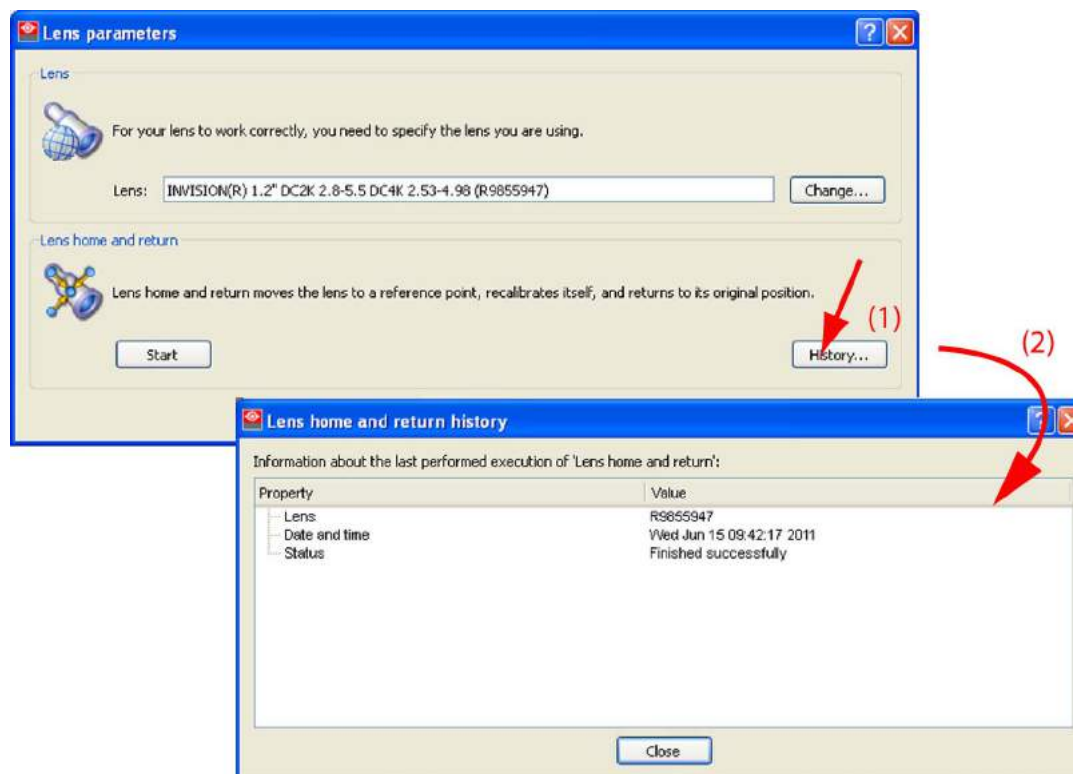 Lens parameters
Lens
For your lens to work correctly, you need to specify the lens you are using.
Lens: INVISION(R) 1.2" DC2K 2.8-5.5 DC4K 2.53-4.98 (R9855947) Change...
Lens home and return
Lens home and return moves the lens to a reference point, recalibrates itself, and returns to its original position.
(1)
Start History...
(2)
Lens home and return history
Information about the last performed execution of 'Lens home and return':
Property Value
Lens R9855947
Date and time Wed Jun 15 09:42:17 2011
Status Finished successfully
Close